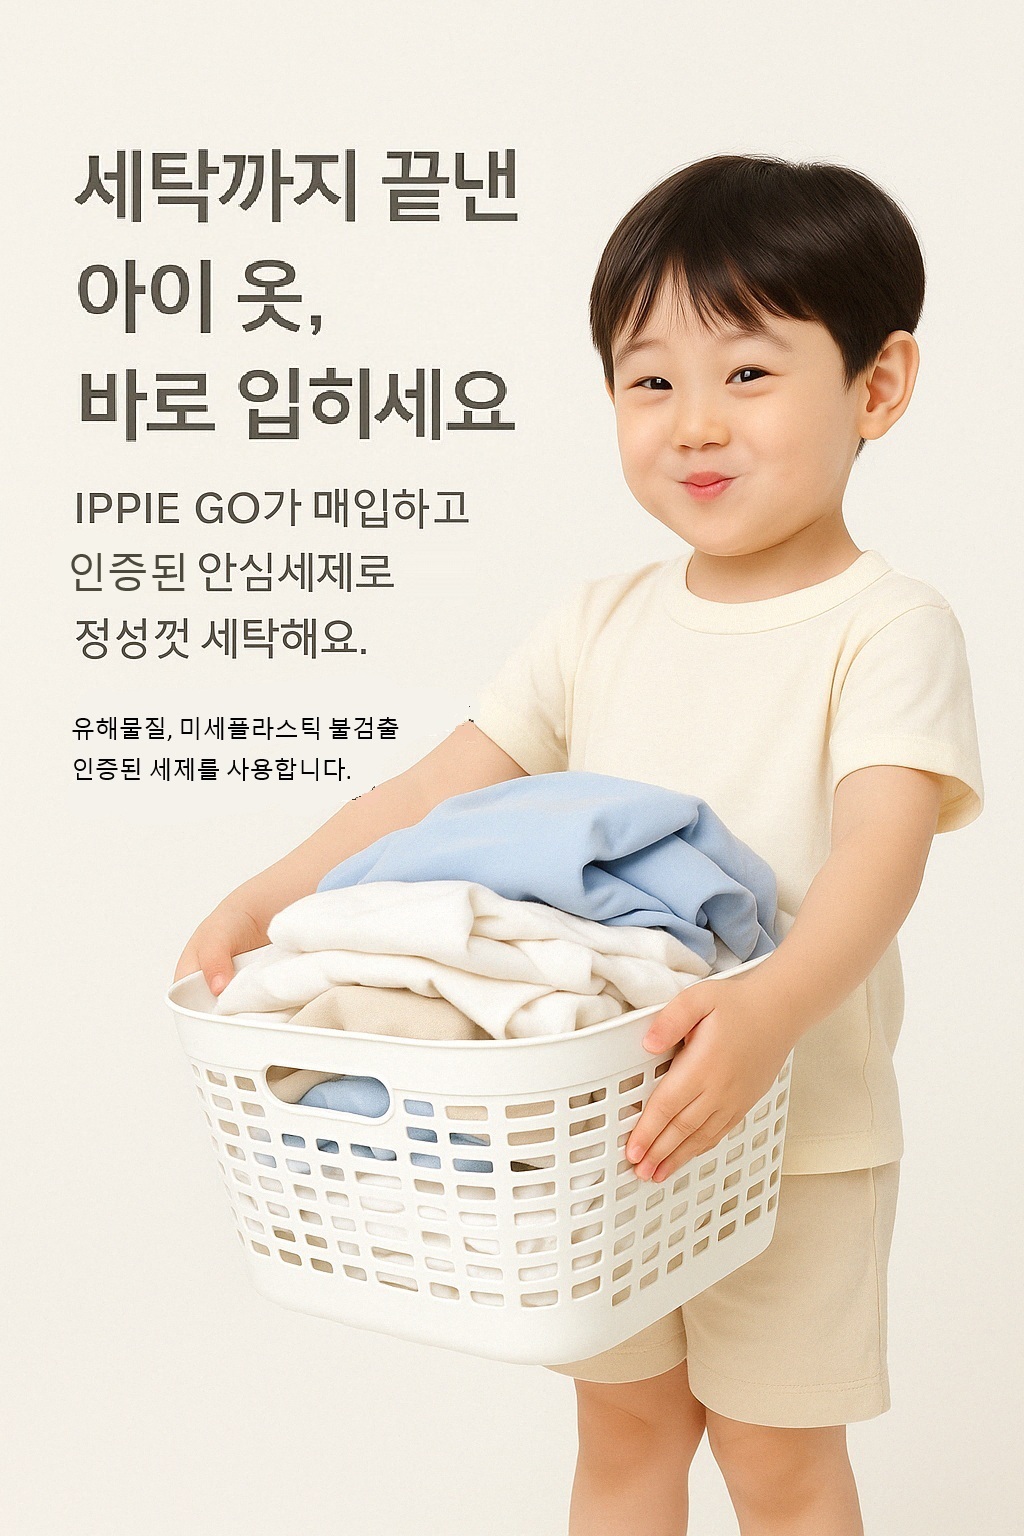 세탁까지 끝낸
아이 옷,
바로 입히세요
IPPIE GO가 매입하고
인증된 안심세제로
정성껏 세탁해요.
유해물질, 미세플라스틱 불검출
인증된 세제를 사용합니다.